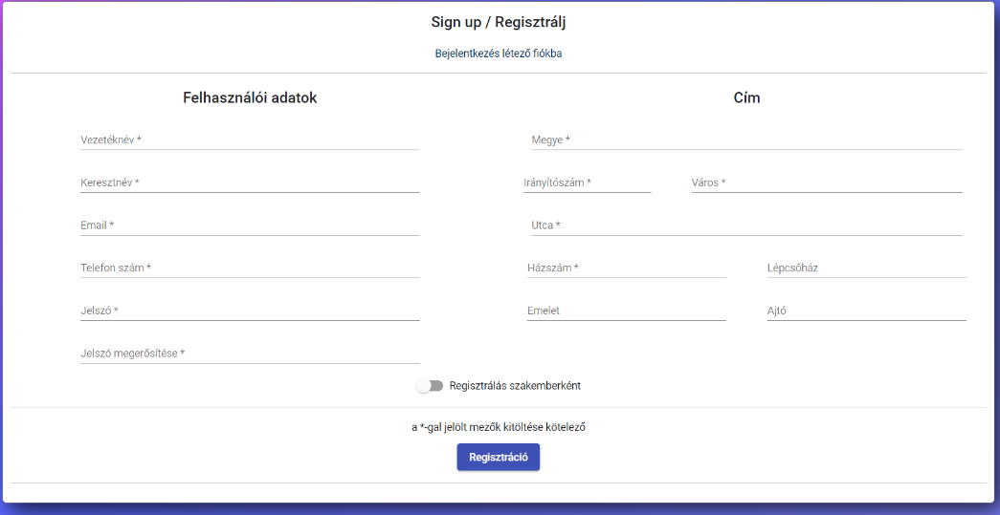 Sign up / Regisztrálj
Bejelentkezés létező fiókba
Felhasználói adatok
Vezetéknév *
Keresztnév *
Email *
Telefon szám *
Jelszó *
Jelszó megerősítése *
Cím
Megye *
Irányítószám * Város *
Utca *
Házszám * Lépcsőház
Emelet Ajtó
Regisztrálás szakemberként
a *-gal jelölt mezők kitöltése kötelező
Regisztráció